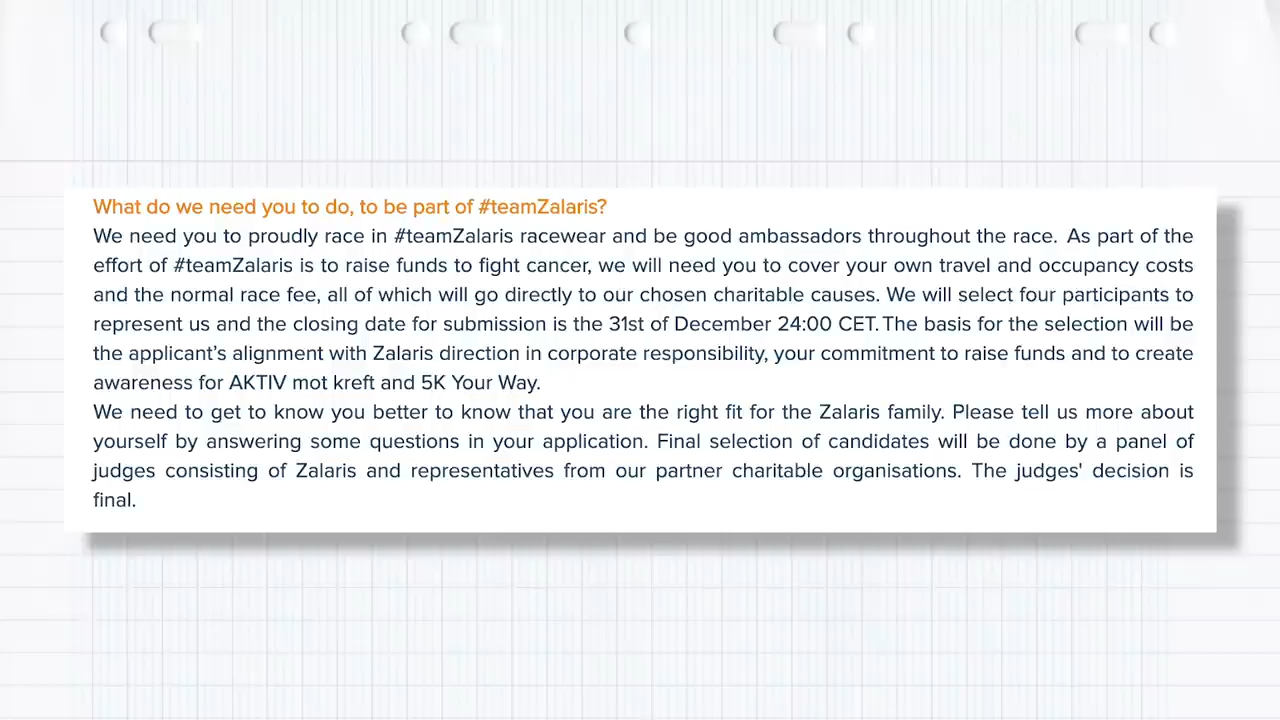 What do we need you to do, to be part of #teamZalaris?
We need you to proudly race in #teamZalaris racewear and be good ambassadors throughout the race. As part of the
effort of #teamZalaris is to raise funds to fight cancer, we will need you to cover your own travel and occupancy costs
and the normal race fee, all of which will go directly to our chosen charitable causes. We will select four participants to
represent us and the closing date for submission is the 31st of December 24:00 CET. The basis for the selection will be
the applicant’s alignment with Zalaris direction in corporate responsibility, your commitment to raise funds and to create
awareness for AKTIV mot kreft and 5K Your Way.
We need to get to know you better to know that you are the right fit for the Zalaris family. Please tell us more about
yourself by answering some questions in your application. Final selection of candidates will be done by a panel of
judges consisting of Zalaris and representatives from our partner charitable organisations. The judges' decision is
final.